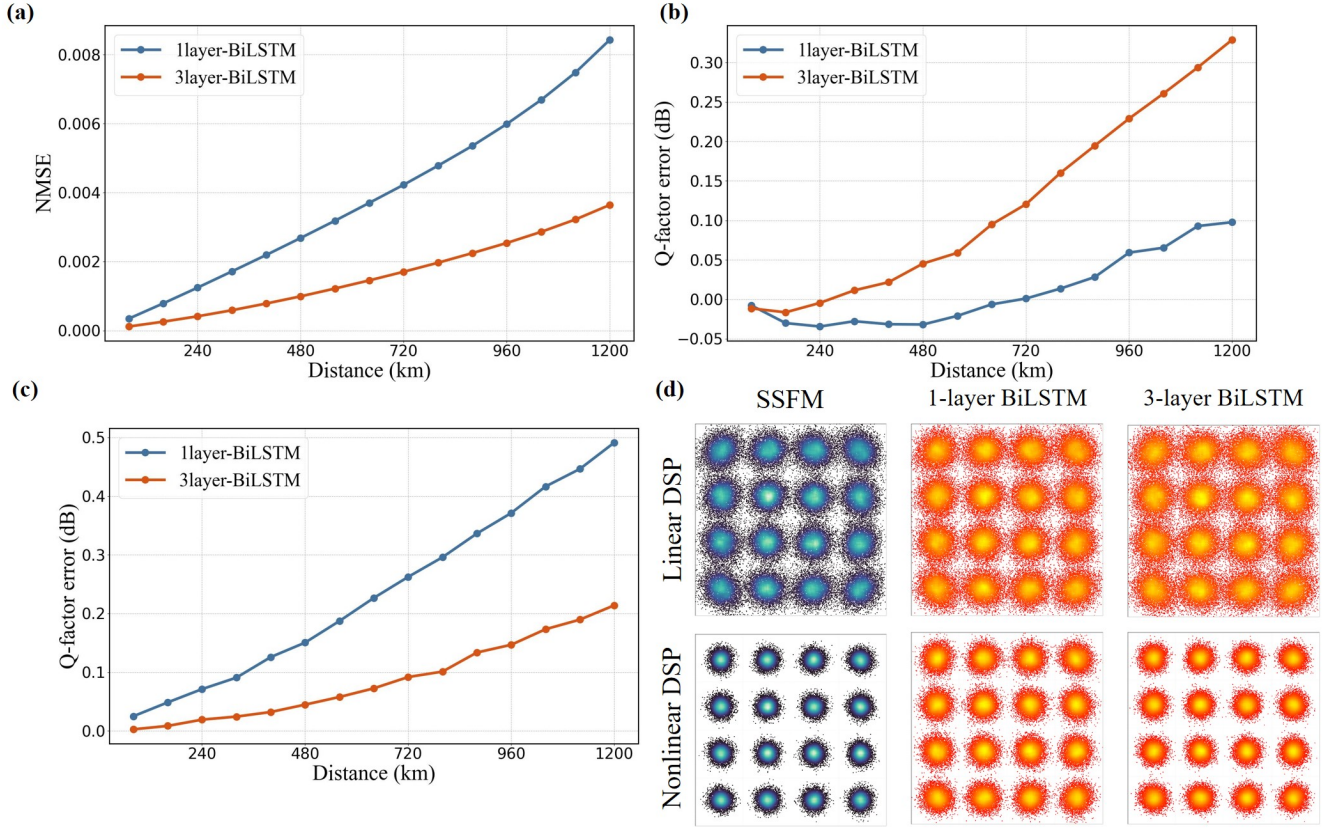 (a)
0.008
0.006
0.004
0.002
0.000
NMSE
1layer-BiLSTM
3layer-BiLSTM
240
480
720
960
1200
Distance (km)
(b)
0.30
0.25
0.20
0.15
0.10
0.05
0.00
−0.05
Q-factor error (dB)
1layer-BiLSTM
3layer-BiLSTM
240
480
720
960
1200
Distance (km)
(c)
0.5
0.4
0.3
0.2
0.1
0.0
Q-factor error (dB)
1layer-BiLSTM
3layer-BiLSTM
240
480
720
960
1200
Distance (km)
(d)
SSFM
1-layer BiLSTM
3-layer BiLSTM
Linear DSP
Nonlinear DSP